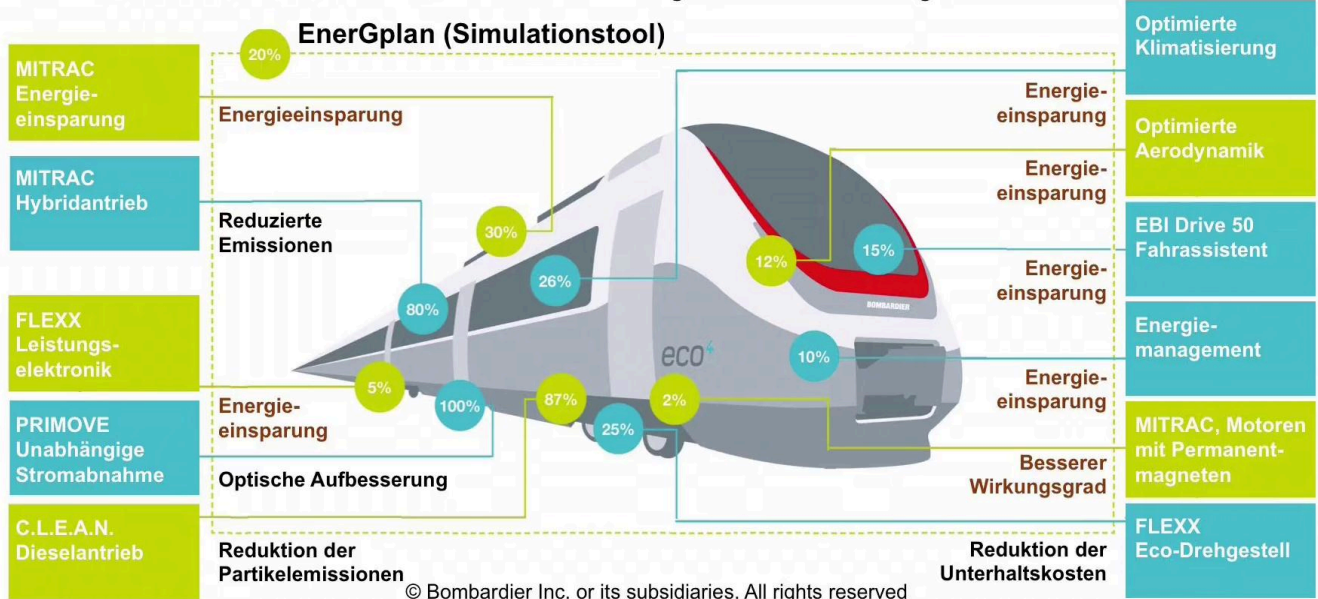 EnerGplan (Simulationstool)
20%
MITRAC
Energie-
einsparung
Energieeinsparung
30%
MITRAC
Hybridantrieb
Reduzierte
Emissionen
80%
FLEXX
Leistungs-
elektronik
5%
Energie-
einsparung
PRIMOVE
Unabhängige
Stromabnahme
100%
Optische Aufbesserung
C.L.E.A.N.
Dieselantrieb
87%
Reduktion der
Partikelemissionen
Optimierte
Klimatisierung
Energie-
einsparung
26%
Optimierte
Aerodynamik
Energie-
einsparung
12%
EBI Drive 50
Fahrassistent
Energie-
einsparung
15%
BOMBARDIER
Energie-
management
Energie-
einsparung
10%
eco4
MITRAC, Motoren
mit Permanent-
magneten
Besserer
Wirkungsgrad
2%
FLEXX
Eco-Drehgestell
Reduktion der
Unterhaltskosten
25%
© Bombardier Inc. or its subsidiaries. All rights reserved